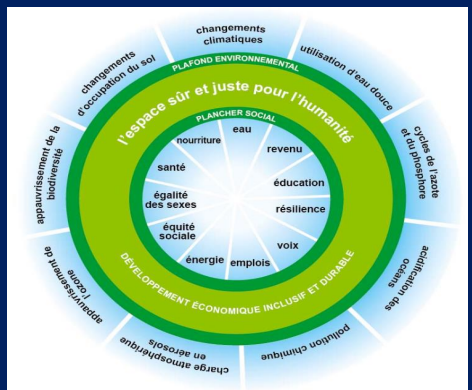 changements
climatiques
utilisation d'eau douce
cycles de l'azote
et du phosphore
acidification des
océans
pollution chimique
charge atmosphérique
en aérosols
appauvrissement de
l'ozone
appauvrissement de la
biodiversité
changements
d'occupation du sol
PLAFOND ENVIRONNEMENTAL
l'espace sûr et juste pour l'humanité
PLANCHER SOCIAL
eau
revenu
éducation
résilience
voix
emplois
énergie
équité
sociale
égalité
des sexes
santé
nourriture
DÉVELOPPEMENT ÉCONOMIQUE INCLUSIF ET DURABLE